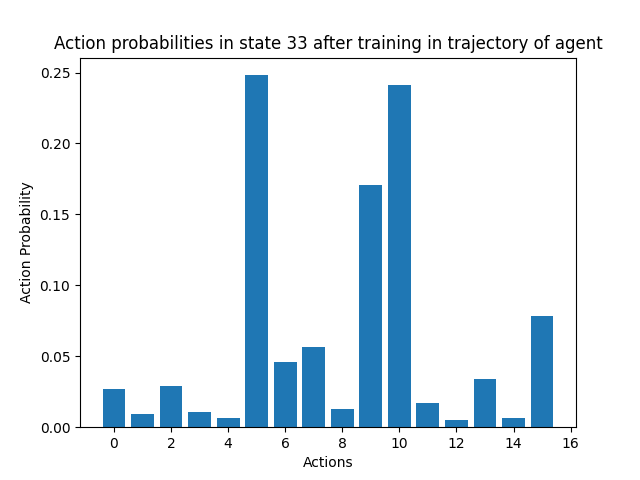 Action probabilities in state 33 after training in trajectory of agent
0.25
0.20
0.15
0.10
0.05
0.00
Action Probability
0 2 4 6 8 10 12 14 16
Actions